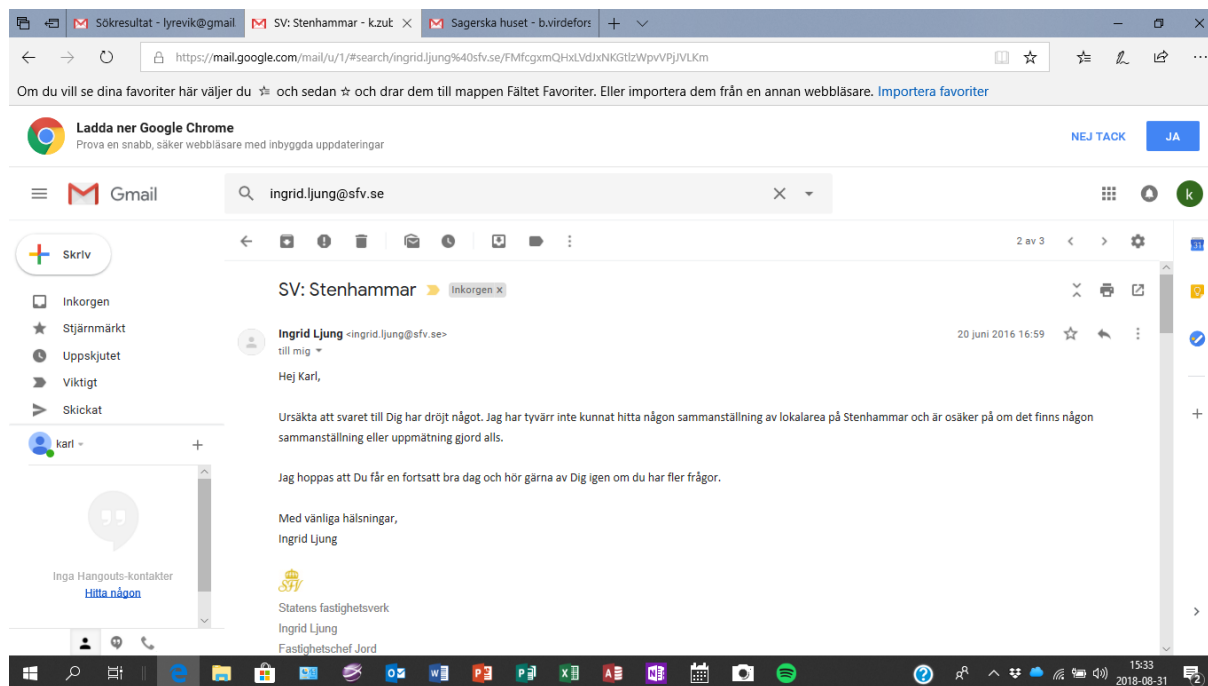 Sökresultat - lyrevik@gmail
SV: Stenhammar - k.zub
Sagerska huset - b.virdefors
https://mail.google.com/mail/u/1/#search/ingrid.ljung%40sfv.se/FMfcgxmQHxLVdJxNKGtlzWpvVPjJVLKm
Om du vill se dina favoriter här väljer du och sedan och drar dem till mappen Fältet Favoriter. Eller importera dem från en annan webbläsare. Importera favoriter
Ladda ner Google Chrome
Prova en snabb, säker webbläsare med inbyggda uppdateringar
NEJ TACK
JA
Gmail
ingrid.ljung@sfv.se
k
Skriv
2 av 3
31
Inkorgen
Stjärnmärkt
Uppskjutet
Viktigt
Skickat
karl
Inga Hangouts-kontakter
Hitta någon
SV: Stenhammar
Inkorgen x
Ingrid Ljung <ingrid.ljung@sfv.se>
20 juni 2016 16:59
till mig
Hej Karl,
Ursäkta att svaret till Dig har dröjt något. Jag har tyvärr inte kunnat hitta någon sammanställning av lokalarea på Stenhammar och är osäker på om det finns någon
sammanställning eller uppmätning gjord alls.
Jag hoppas att Du får en fortsatt bra dag och hör gärna av Dig igen om du har fler frågor.
Med vänliga hälsningar,
Ingrid Ljung
SFV
Statens fastighetsverk
Ingrid Ljung
Fastighetschef Jord
15:33
2018-08-31